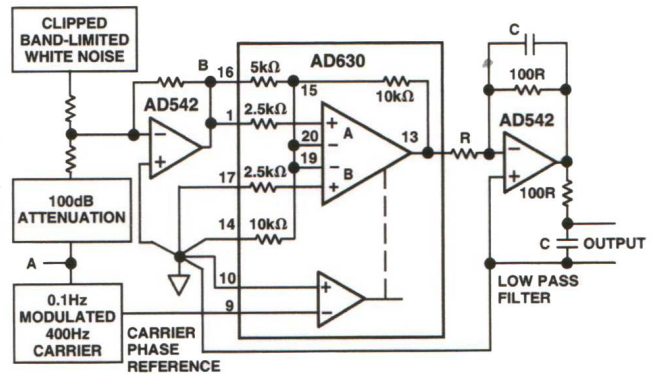 CLIPPED
BAND-LIMITED
WHITE NOISE
B
16
5kΩ
AD630
15
10kΩ
C
100R
AD542
1
2.5kΩ
A
20
19
13
R
AD542
B
17
2.5kΩ
100R
100dB
ATTENUATION
14
10kΩ
A
C
OUTPUT
10
LOW PASS
FILTER
0.1Hz
MODULATED
400Hz
CARRIER
9
CARRIER
PHASE
REFERENCE